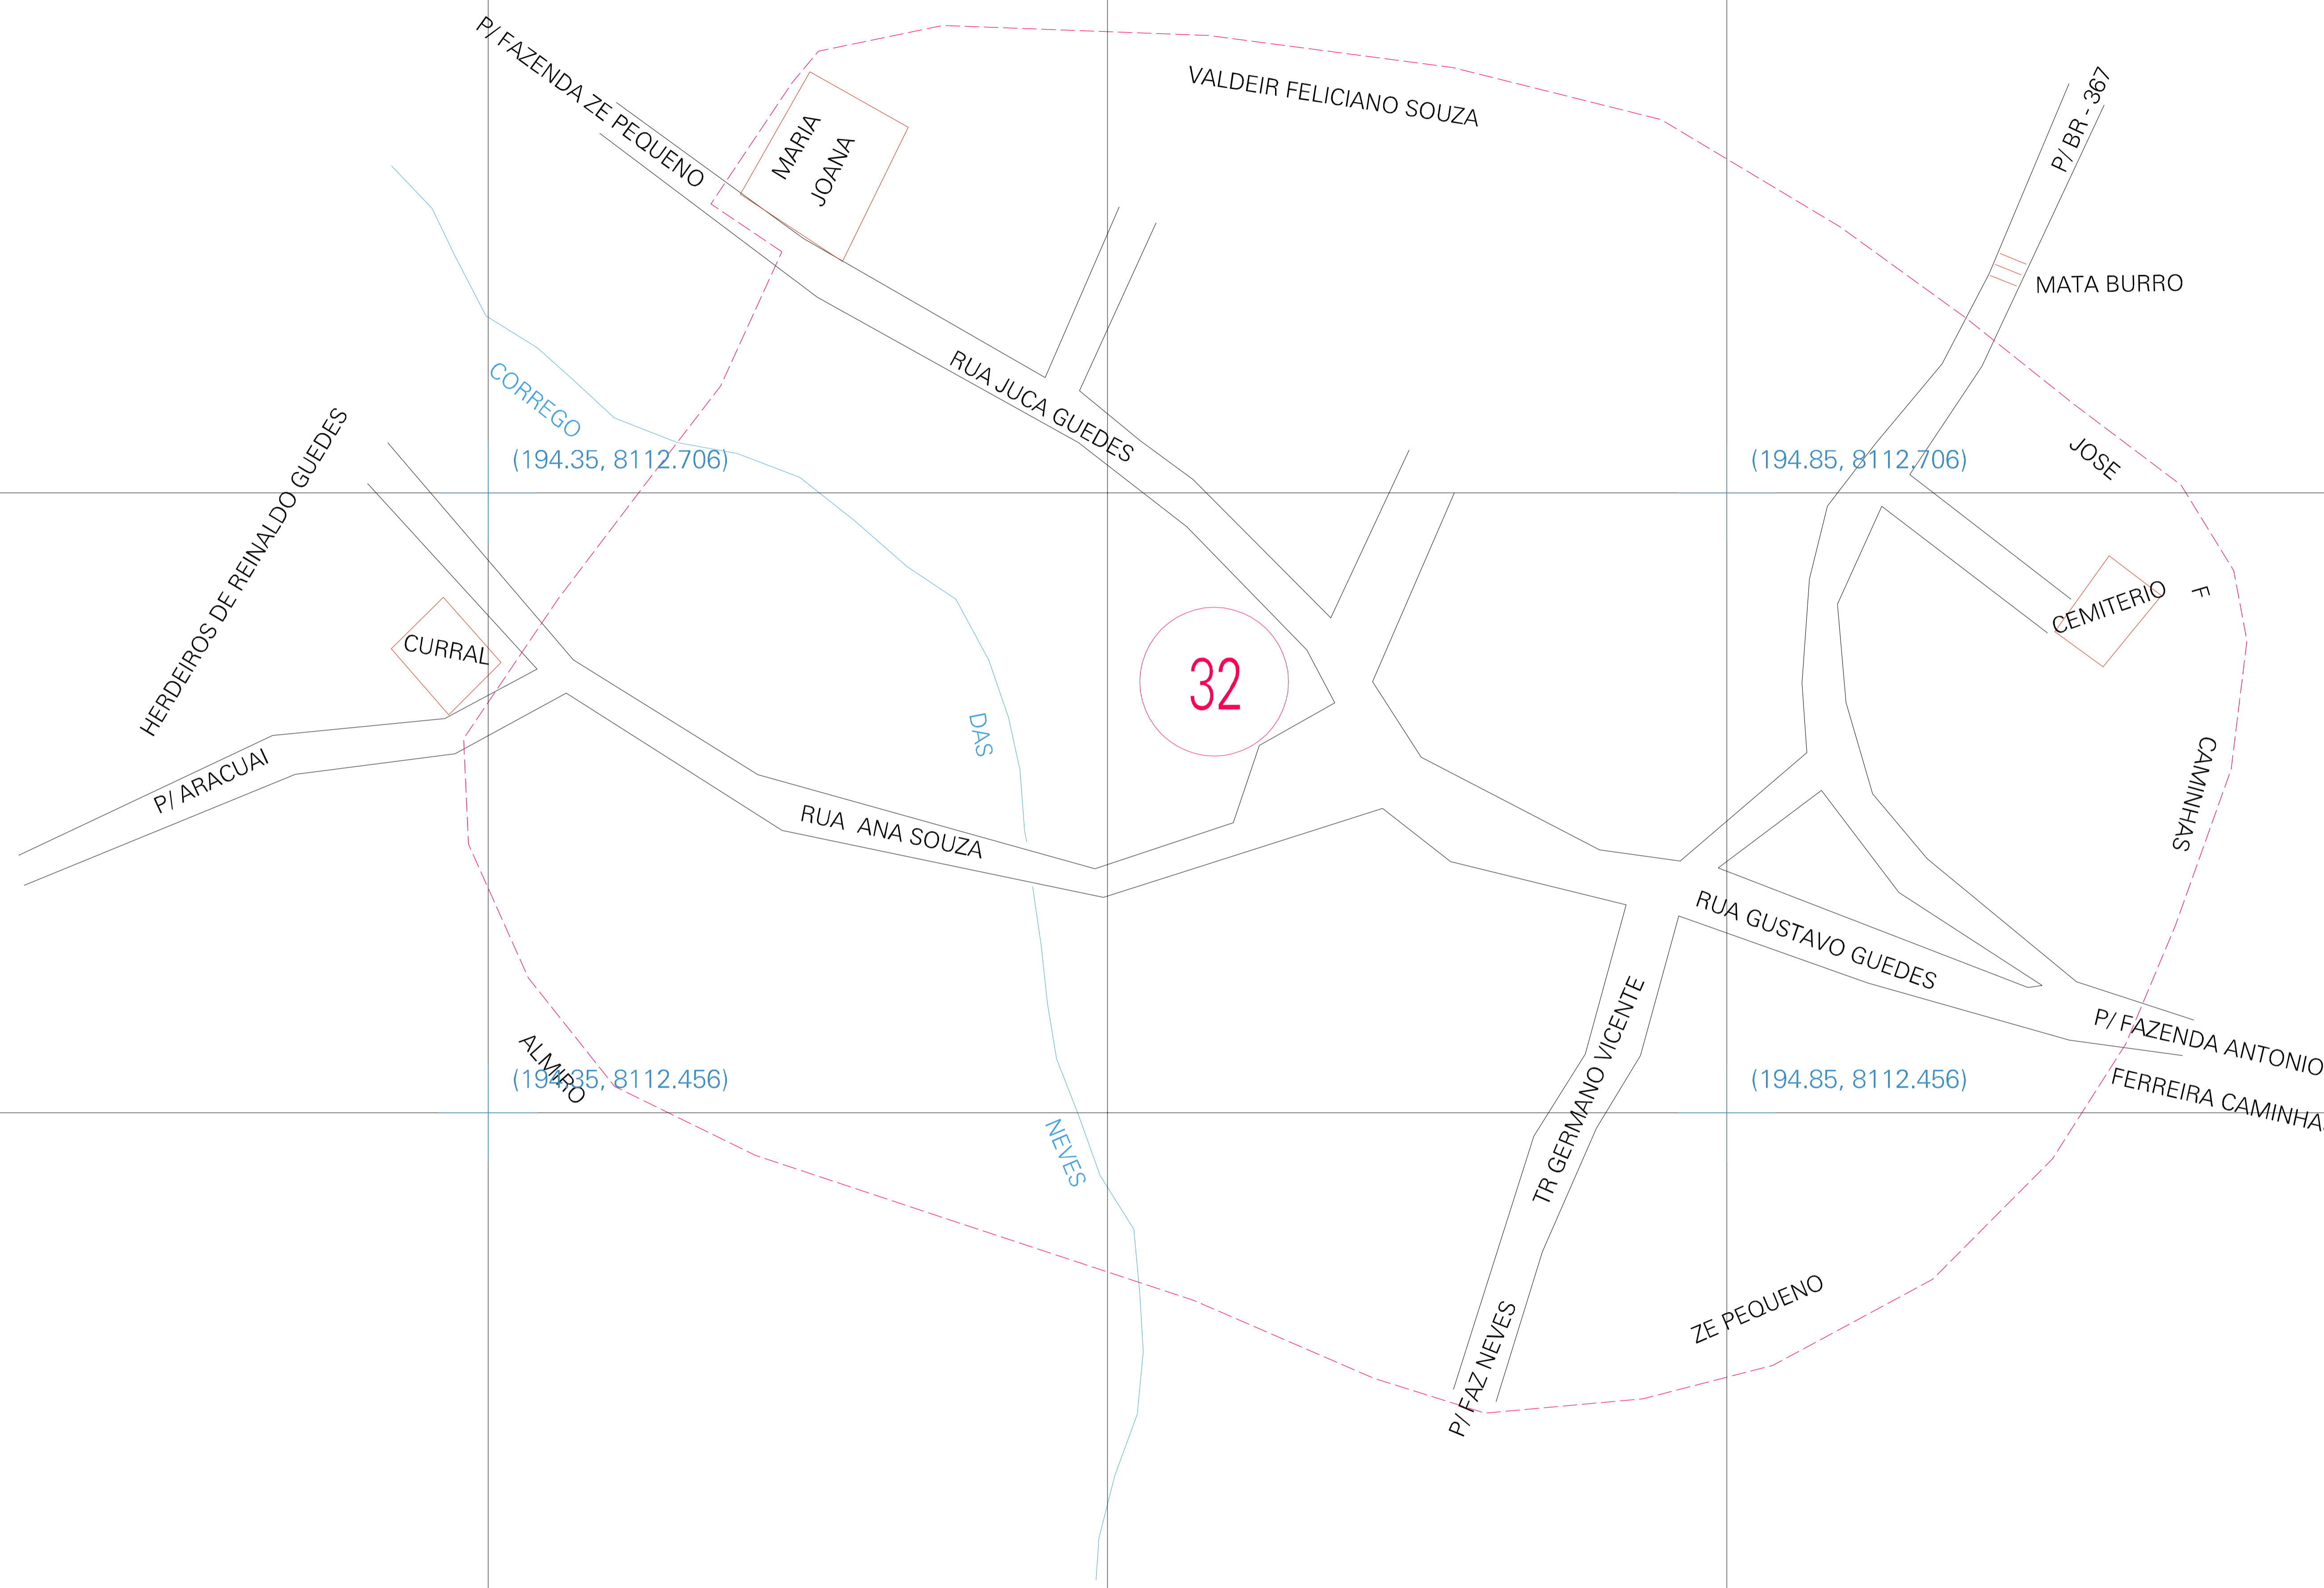 P/ FAZENDA ZE PEQUENO
MARIA
JOANA
VALDEIR FELICIANO SOUZA
P/ BR - 367
MATA BURRO
RUA JUCA GUEDES
CORREGO
(194.35, 8112.706)
(194.85, 8112.706)
JOSE
F
CAMINHAS
HERDEIROS DE REINALDO GUEDES
CURRAL
CEMITERIO
32
DAS
P/ ARACUAI
RUA ANA SOUZA
RUA GUSTAVO GUEDES
P/ FAZENDA ANTONIO
FERREIRA CAMINHA
TR GERMANO VICENTE
ALMIRO
(194.35, 8112.456)
(194.85, 8112.456)
NEVES
ZE PEQUENO
P/ FAZ NEVES